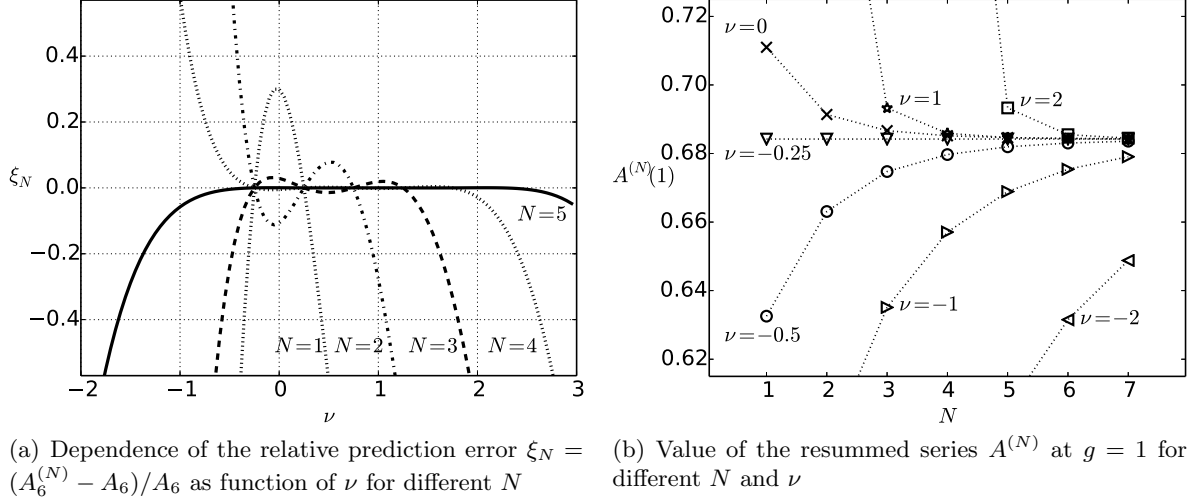 0.4
0.2
0.0
−0.2
−0.4
ξ_N
−2 −1 0 1 2 3
ν
N=1 N=2 N=3 N=4
N=5
0.72
0.70
0.68
0.66
0.64
0.62
A^(N)(1)
1 2 3 4 5 6 7
N
ν=0
ν=1
ν=2
ν=−0.25
ν=−0.5
ν=−1
ν=−2
(a) Dependence of the relative prediction error ξ_N =
(A_6^(N) − A_6)/A_6 as function of ν for different N
(b) Value of the resummed series A^(N) at g = 1 for
different N and ν